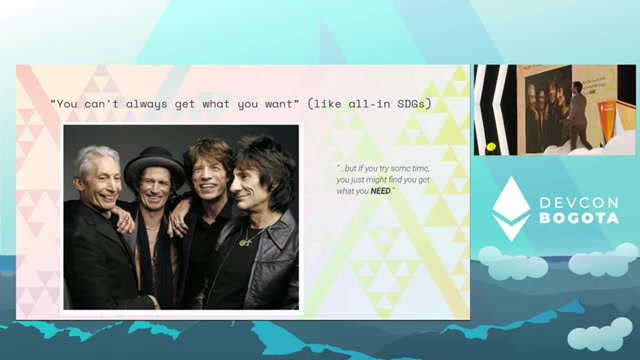 "You can't always get what you want" (like all-in SDGs)
"...but if you try some time,
you just might find you get
what you NEED."
DEVCON
BOGOTA